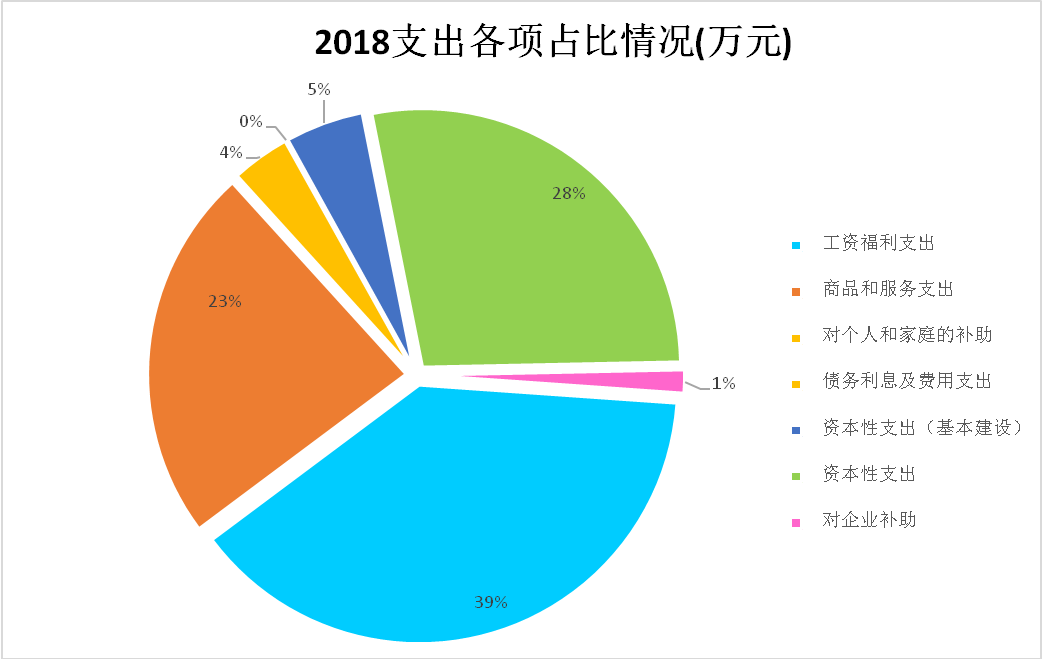 2018支出各项占比情况(万元)
5%
0%
4%
28%
23%
1%
39%
工资福利支出
商品和服务支出
对个人和家庭的补助
债务利息及费用支出
资本性支出（基本建设）
资本性支出
对企业补助